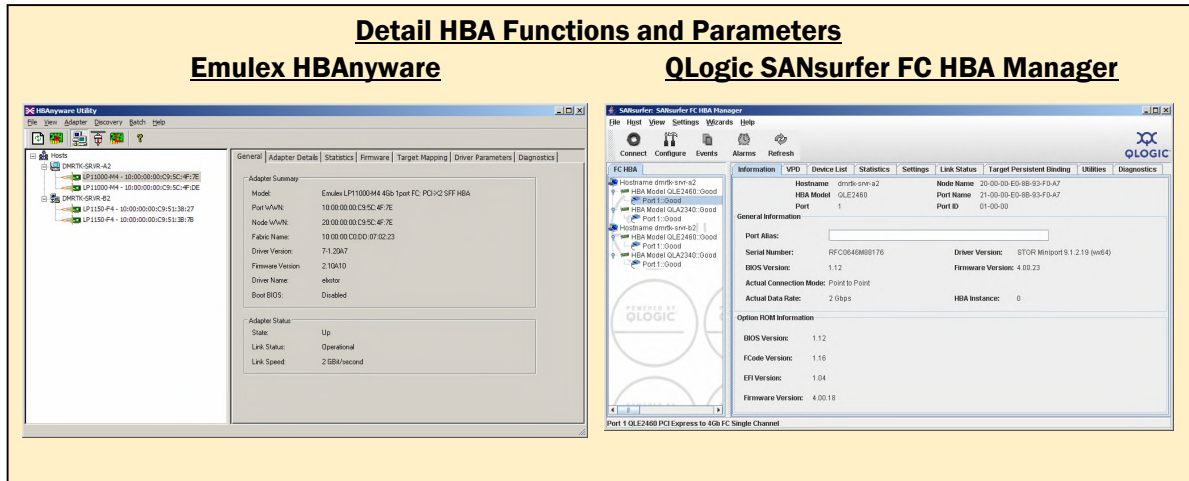 Detail HBA Functions and Parameters
Emulex HBAnyware
QLogic SANsurfer FC HBA Manager
HBAnyware Utility
File View Adapter Discovery Batch Help
Hosts
DMRTK-SRVR-A2
LP11000-M4 - 10:00:00:00:C9:5C:4F:7E
LP11000-M4 - 10:00:00:00:C9:5C:4F:DE
DMRTK-SRVR-B2
LP1150-F4 - 10:00:00:00:C9:51:38:27
LP1150-F4 - 10:00:00:00:C9:51:3B:7B
General Adapter Details Statistics Firmware Target Mapping Driver Parameters Diagnostics
Adapter Summary
Model: Emulex LP11000-M4 4Gb 1port FC: PCI-X2 SFF HBA
Port WWN: 10:00:00:00:C9:5C:4F:7E
Node WWN: 20:00:00:00:C9:5C:4F:7E
Fabric Name: 10:00:00:C0:DD:07:02:23
Driver Version: 7-1.20A7
Firmware Version 2.10A10
Driver Name: elxstor
Boot BIOS: Disabled
Adapter Status
State: Up
Link Status: Operational
Link Speed: 2 GBit/second
SANsurfer: SANsurfer FC HBA Manager
File Host View Settings Wizards Help
Connect Configure Events Alarms Refresh
QLOGIC
FC HBA
Hostname dmrtk-srvr-a2
HBA Model QLE2460::Good
Port 1::Good
HBA Model QLA2340::Good
Port 1::Good
Hostname dmrtk-srvr-b2
HBA Model QLE2460::Good
Port 1::Good
HBA Model QLA2340::Good
Port 1::Good
POWERED BY
QLOGIC
Information VPD Device List Statistics Settings Link Status Target Persistent Binding Utilities Diagnostics
Hostname dmrtk-srvr-a2 Node Name 20-00-00-E0-8B-93-F0-A7
HBA Model QLE2460 Port Name 21-00-00-E0-8B-93-F0-A7
Port 1 Port ID 01-00-00
General Information
Port Alias:
Serial Number: RFC0646M88176 Driver Version: STOR Miniport 9.1.2.19 (wx64)
BIOS Version: 1.12 Firmware Version: 4.00.23
Actual Connection Mode: Point to Point
Actual Data Rate: 2 Gbps HBA Instance: 0
Option ROM Information
BIOS Version: 1.12
FCode Version: 1.16
EFI Version: 1.04
Firmware Version: 4.00.18
Port 1 QLE2460 PCI Express to 4Gb FC Single Channel